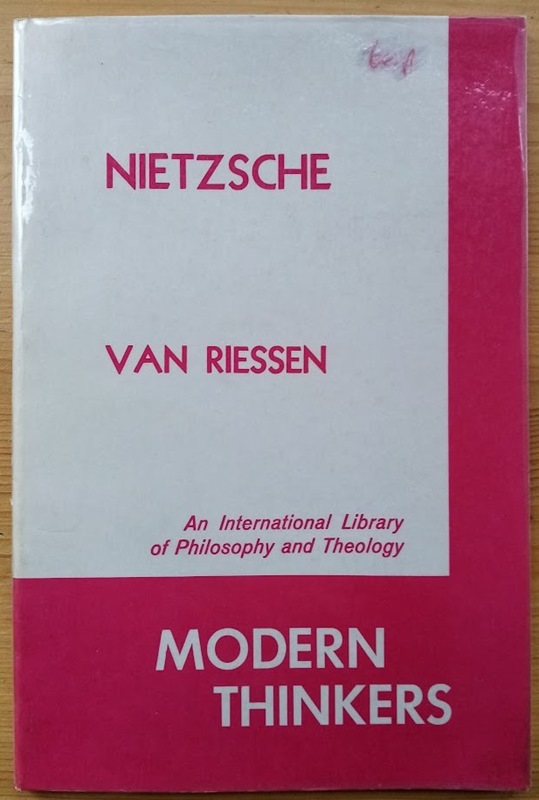 NIETZSCHE
VAN RIESSEN
An International Library
of Philosophy and Theology
MODERN
THINKERS